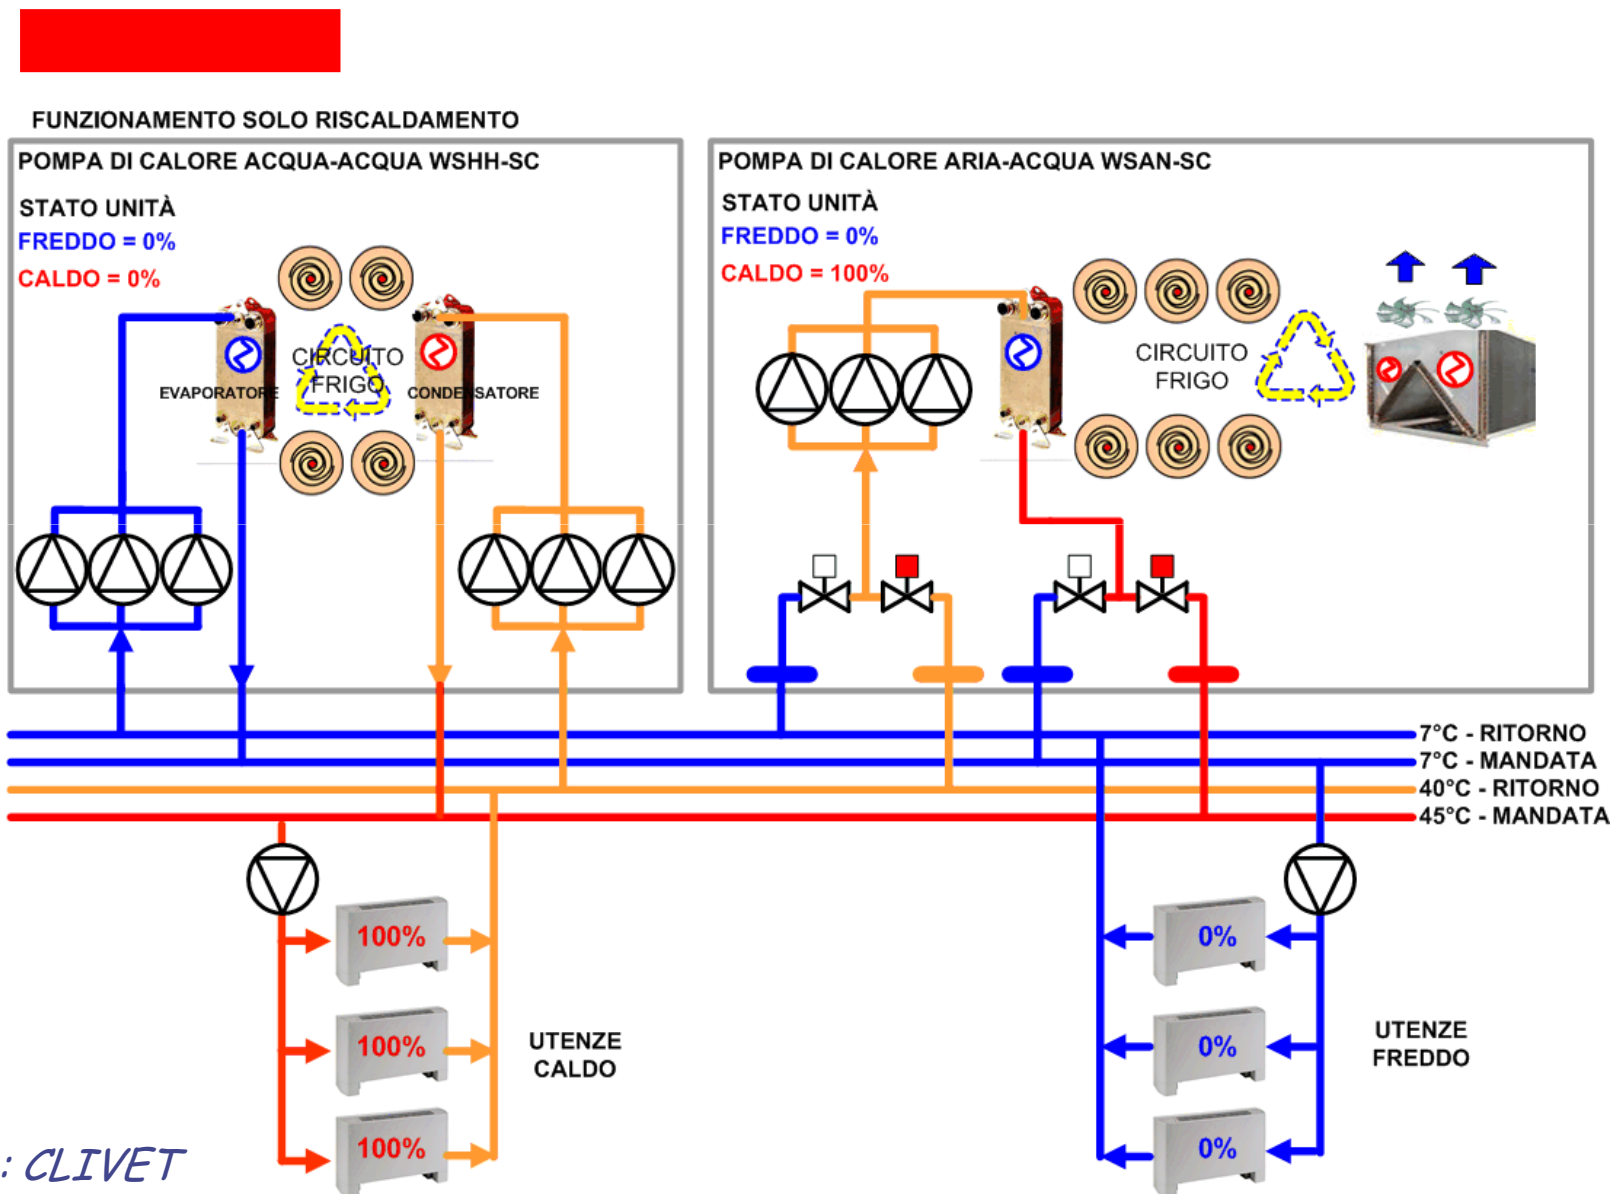 FUNZIONAMENTO SOLO RISCALDAMENTO
POMPA DI CALORE ACQUA-ACQUA WSHH-SC
STATO UNITÀ
FREDDO = 0%
CALDO = 0%
CIRCUITO
FRIGO
EVAPORATORE
CONDENSATORE
POMPA DI CALORE ARIA-ACQUA WSAN-SC
STATO UNITÀ
FREDDO = 0%
CALDO = 100%
CIRCUITO
FRIGO
7°C - RITORNO
7°C - MANDATA
40°C - RITORNO
45°C - MANDATA
100%
100%
100%
UTENZE
CALDO
0%
0%
0%
UTENZE
FREDDO
: CLIVET